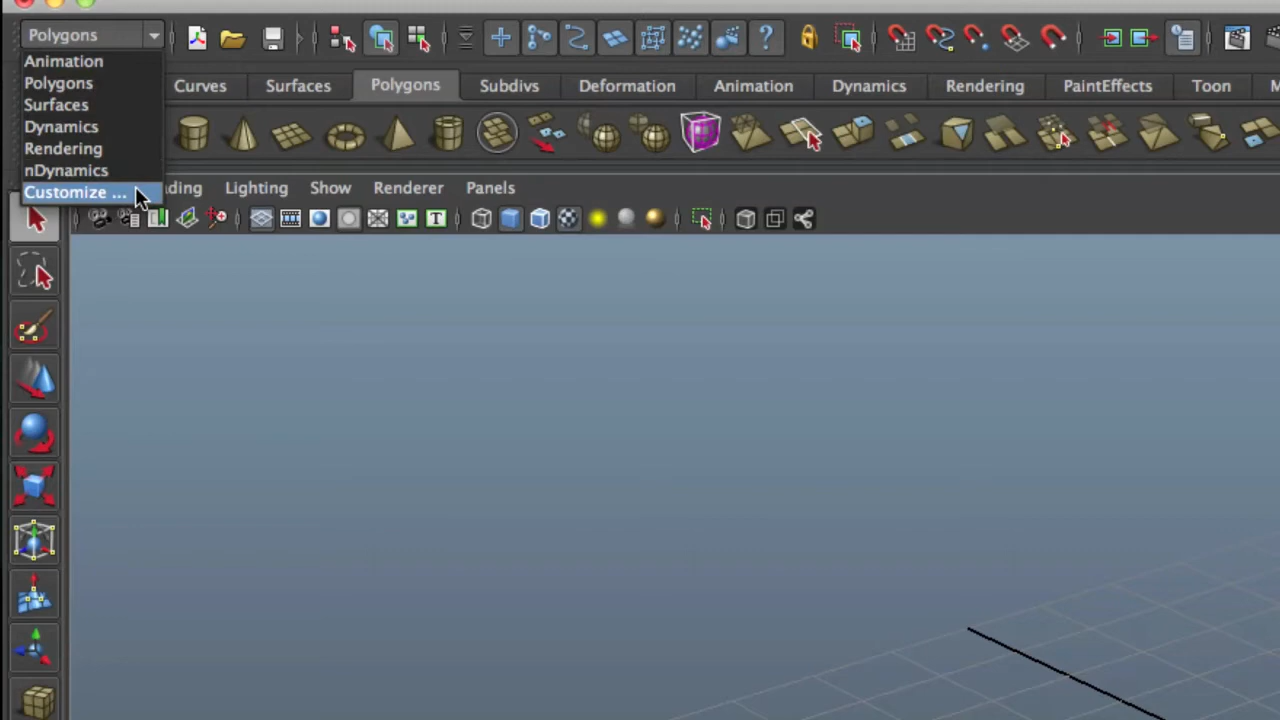 Polygons
Animation
Polygons
Surfaces
Dynamics
Rendering
nDynamics
Customize ...
Curves Surfaces Polygons Subdivs Deformation Animation Dynamics Rendering PaintEffects Toon
Lighting Show Renderer Panels
T